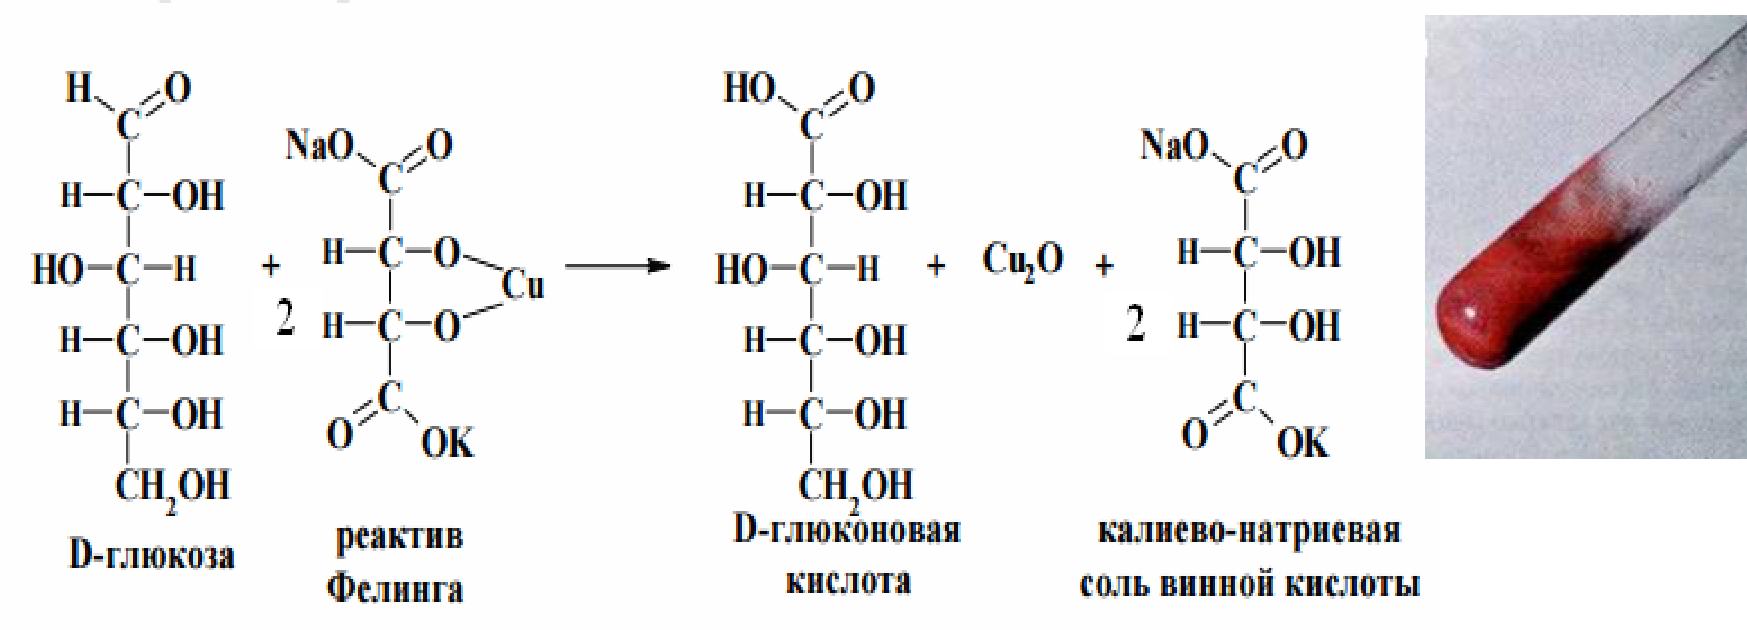 H O
C
H C OH
HO C H
H C OH
H C OH
CH2OH
D-глюкоза
+
2
NaO O
C
H C O
Cu
H C O
C
O OK
реактив
Фелинга
HO O
C
H C OH
HO C H
H C OH
H C OH
CH2OH
D-глюконовая
кислота
+
Cu2O
+
2
NaO O
C
H C OH
H C OH
C
O OK
калиево-натриевая
соль винной кислоты